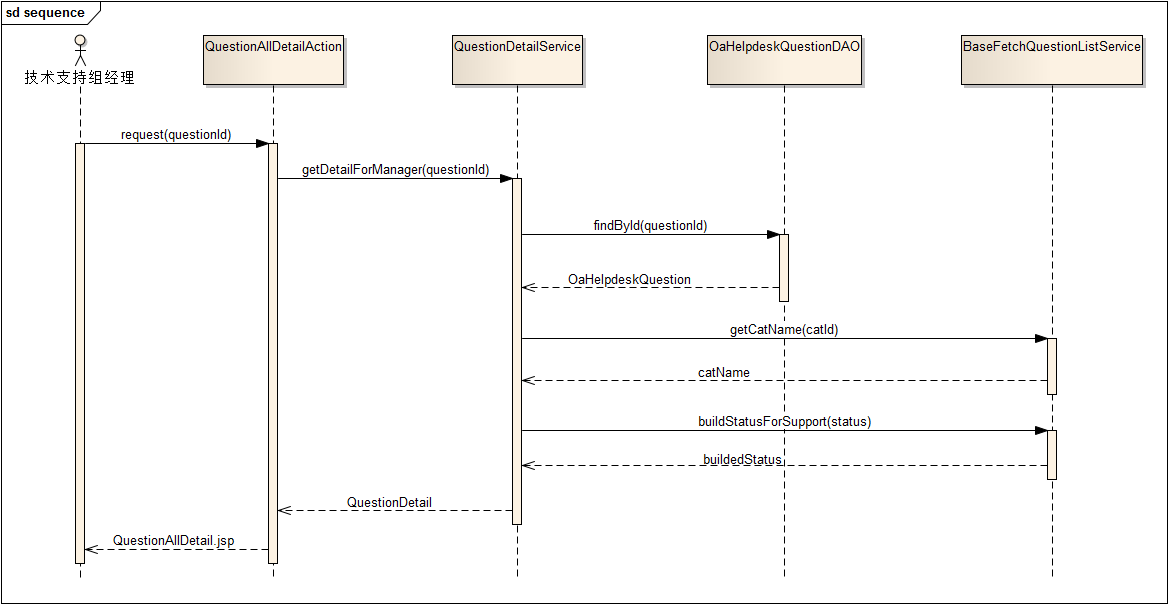 sd sequence
技术支持组经理
QuestionAllDetailAction
QuestionDetailService
OaHelpdeskQuestionDAO
BaseFetchQuestionListService
request(questionId)
getDetailForManager(questionId)
findById(questionId)
OaHelpdeskQuestion
getCatName(catId)
catName
buildStatusForSupport(status)
buildedStatus
QuestionDetail
QuestionAllDetail.jsp